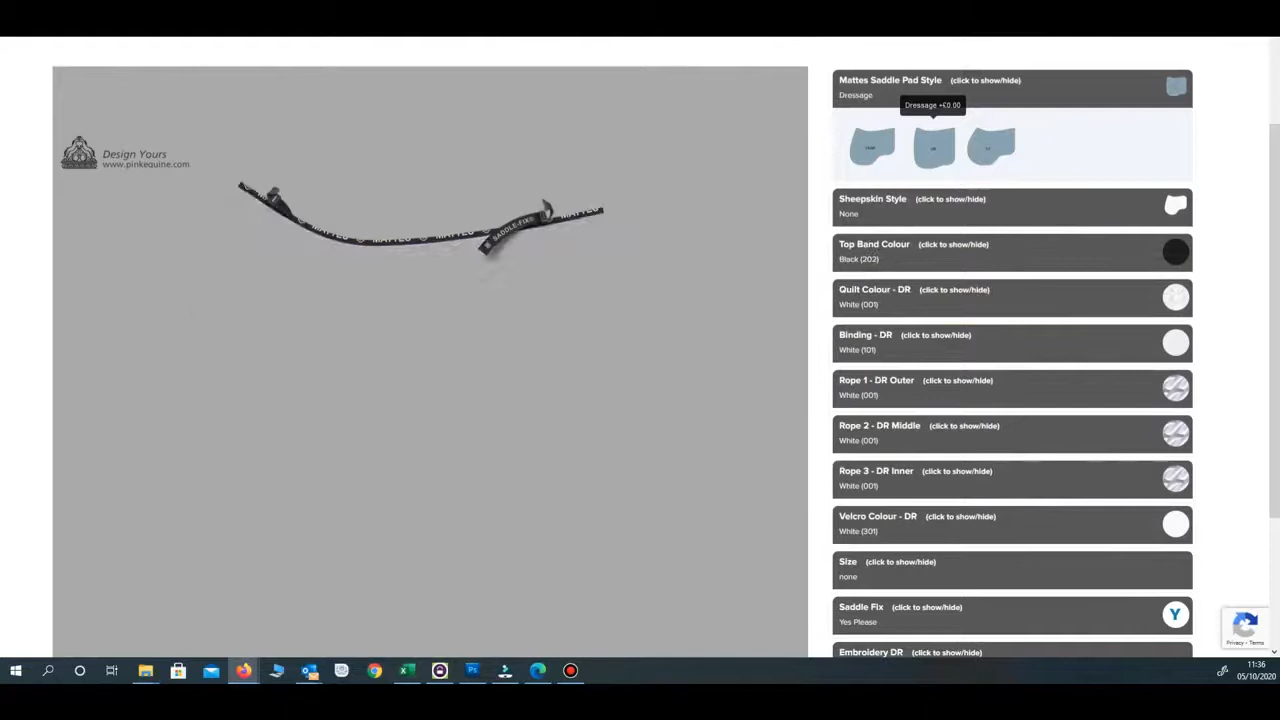 Mattes Saddle Pad Style (click to show/hide)
Dressage
Dressage +£0.00
Design Yours
www.pinkequine.com
MATTES
SADDLE-FIX®
MATTES
Sheepskin Style (click to show/hide)
None
Top Band Colour (click to show/hide)
Black (202)
Quilt Colour - DR (click to show/hide)
White (001)
Binding - DR (click to show/hide)
White (101)
Rope 1 - DR Outer (click to show/hide)
White (001)
Rope 2 - DR Middle (click to show/hide)
White (001)
Rope 3 - DR Inner (click to show/hide)
White (001)
Velcro Colour - DR (click to show/hide)
White (301)
Size (click to show/hide)
none
Saddle Fix (click to show/hide)
Yes Please
Y
Embroidery DR (click to show/hide)
Privacy - Terms
11:36
05/10/2020